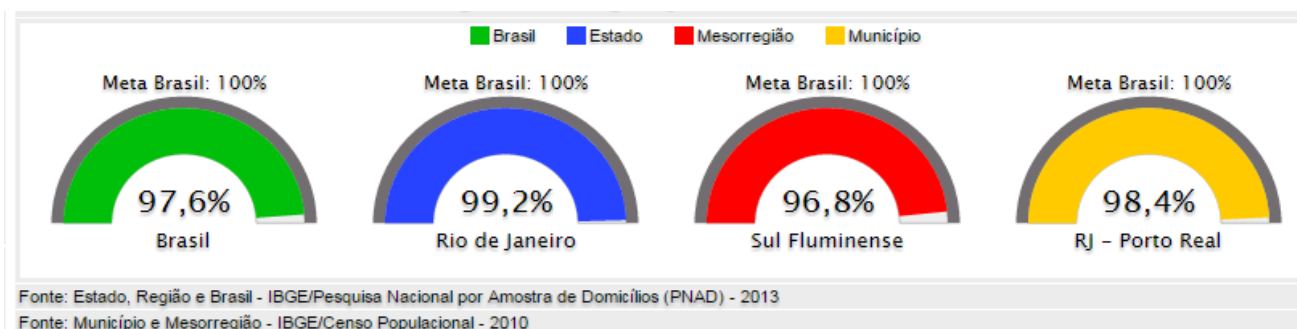 Brasil Estado Mesorregião Município
Meta Brasil: 100% Meta Brasil: 100% Meta Brasil: 100% Meta Brasil: 100%
97,6% 99,2% 96,8% 98,4%
Brasil Rio de Janeiro Sul Fluminense RJ – Porto Real
Fonte: Estado, Região e Brasil - IBGE/Pesquisa Nacional por Amostra de Domicílios (PNAD) - 2013
Fonte: Município e Mesorregião - IBGE/Censo Populacional - 2010